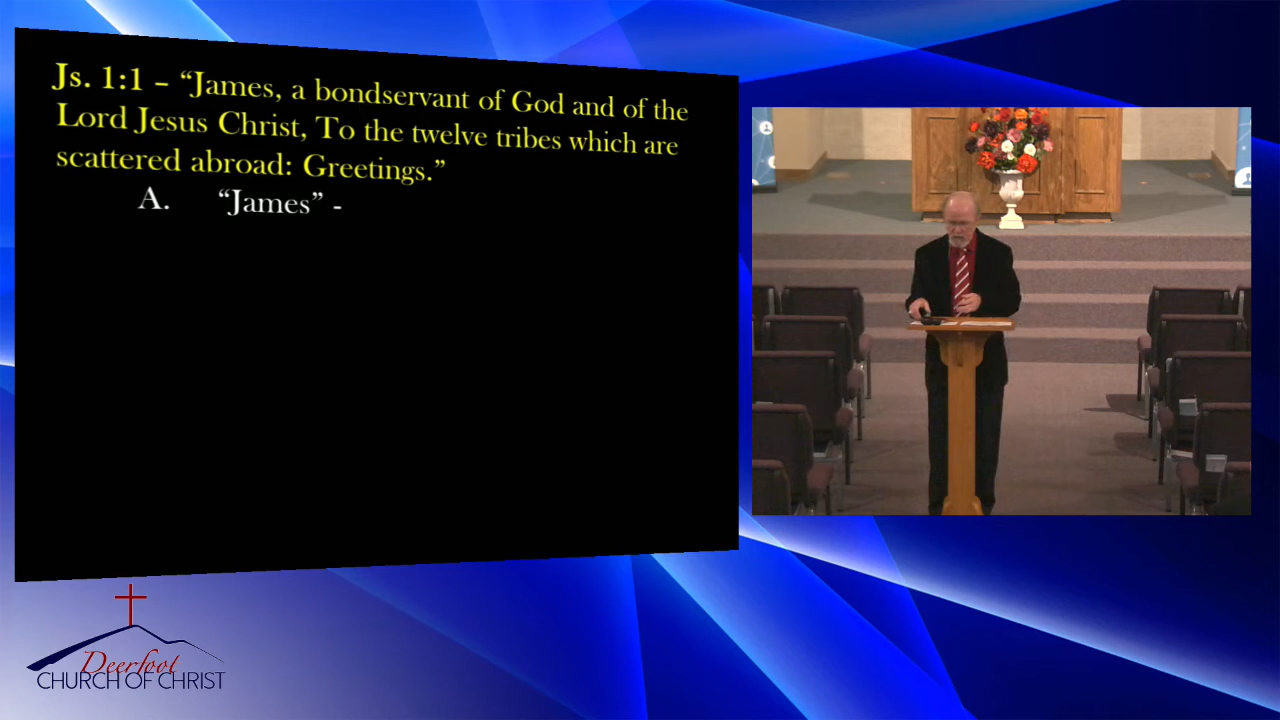 Js. 1:1 – “James, a bondservant of God and of the
Lord Jesus Christ, To the twelve tribes which are
scattered abroad: Greetings.”
A. “James” -
Deerfoot
CHURCH OF CHRIST